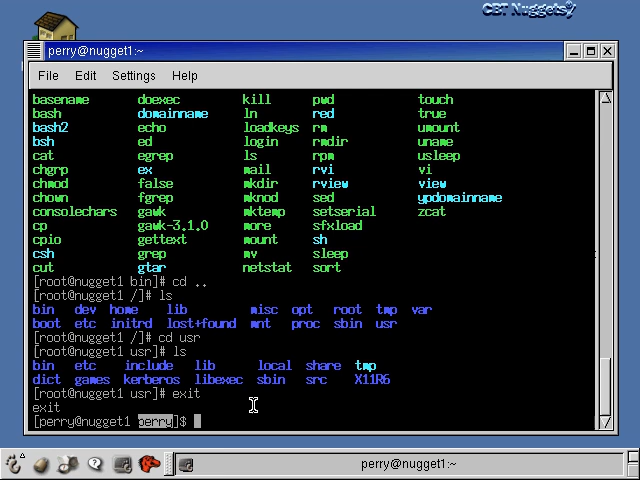 CBT Nuggets
perry@nugget1:~
File Edit Settings Help
basename doexec kill pwd touch
bash domainname ln red true
bash2 echo loadkeys rm umount
bsh ed login rmdir uname
cat egrep ls rpm usleep
chgrp ex mail rvi vi
chmod false mkdir rview view
chown fgrep mknod sed ypdomainname
consolechars gawk mktemp setserial zcat
cp gawk-3.1.0 more sfxload
cpio gettext mount sh
csh grep mv sleep
cut gtar netstat sort
[root@nugget1 bin]# cd ..
[root@nugget1 /]# ls
bin dev home lib misc opt root tmp var
boot etc initrd lost+found mnt proc sbin usr
[root@nugget1 /]# cd usr
[root@nugget1 usr]# ls
bin etc include lib local share tmp
dict games kerberos libexec sbin src X11R6
[root@nugget1 usr]# exit
exit
[perry@nugget1 perry]$
perry@nugget1:~